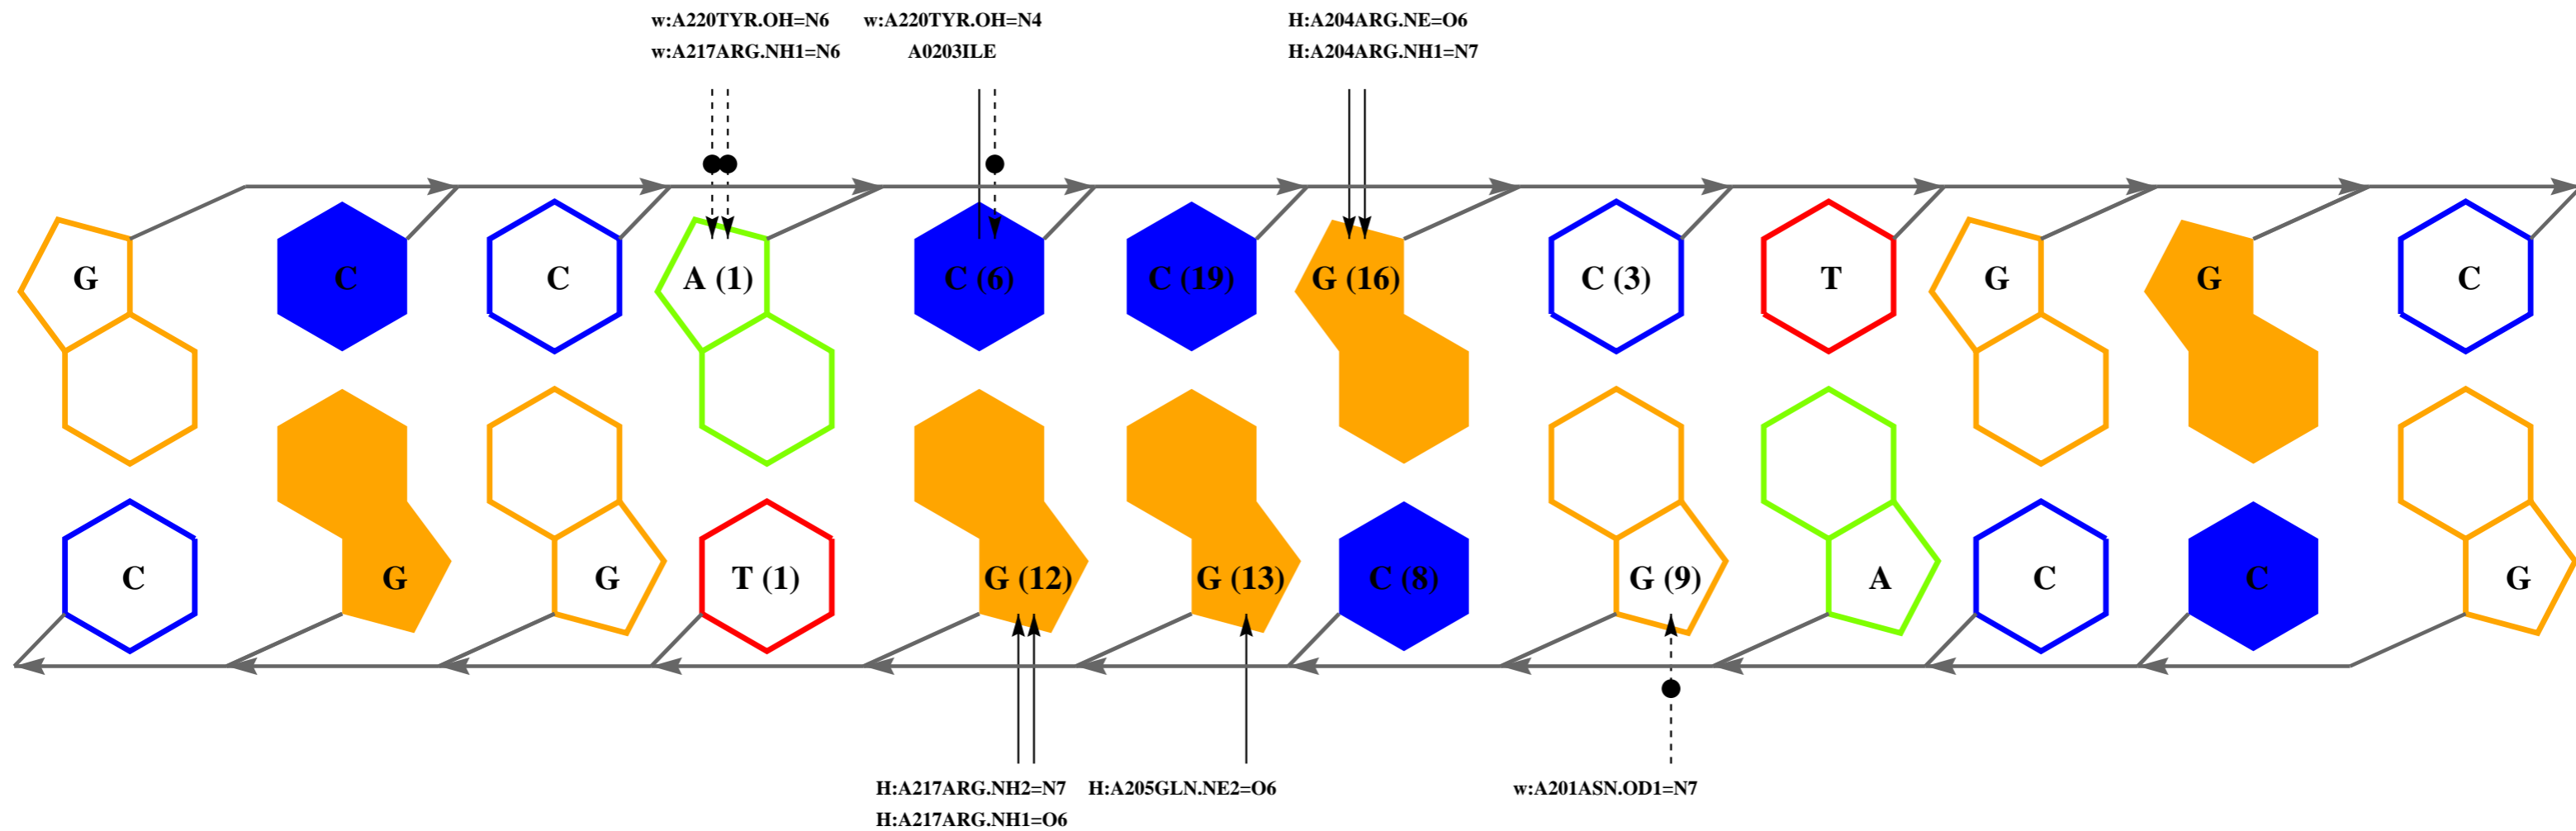 w:A220TYR.OH=N6 w:A220TYR.OH=N4 H:A204ARG.NE=O6
w:A217ARG.NH1=N6 A0203ILE H:A204ARG.NH1=N7
G C C A (1) C (6) C (19) G (16) C (3) T G G C
C G G T (1) G (12) G (13) C (8) G (9) A C C G
H:A217ARG.NH2=N7 H:A205GLN.NE2=O6 w:A201ASN.OD1=N7
H:A217ARG.NH1=O6